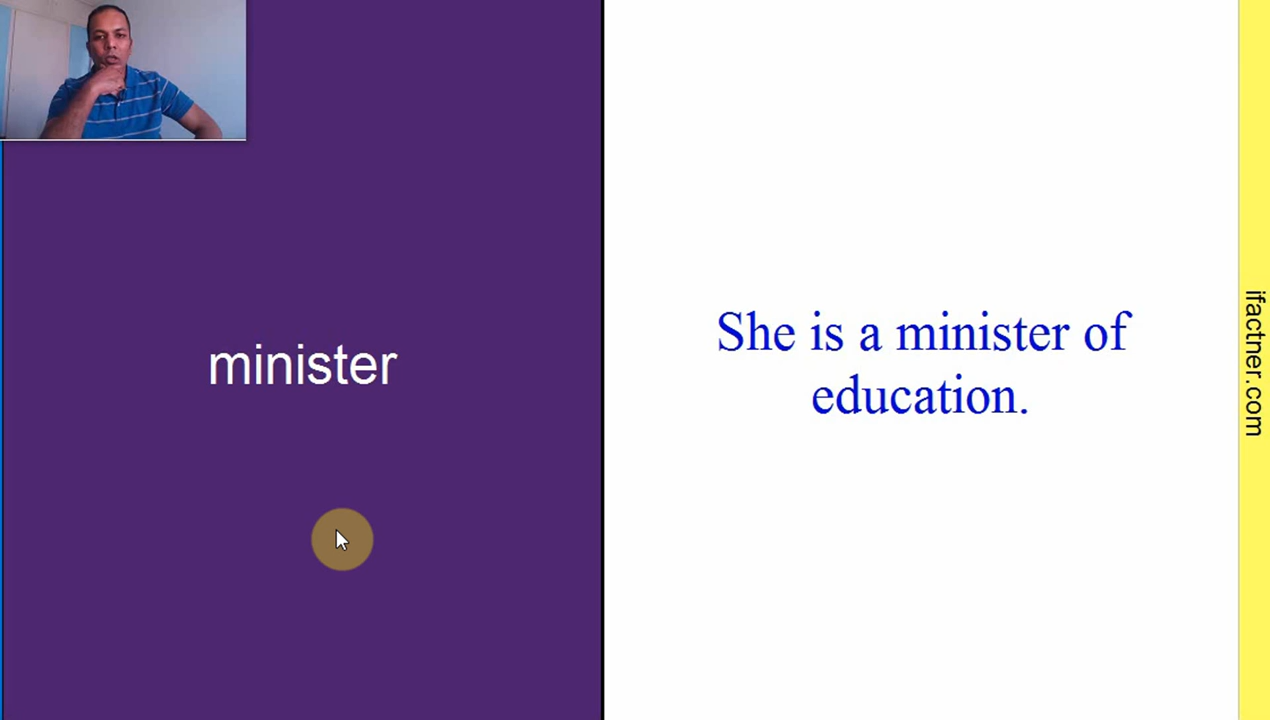 minister
She is a minister of
education.
ifactner.com